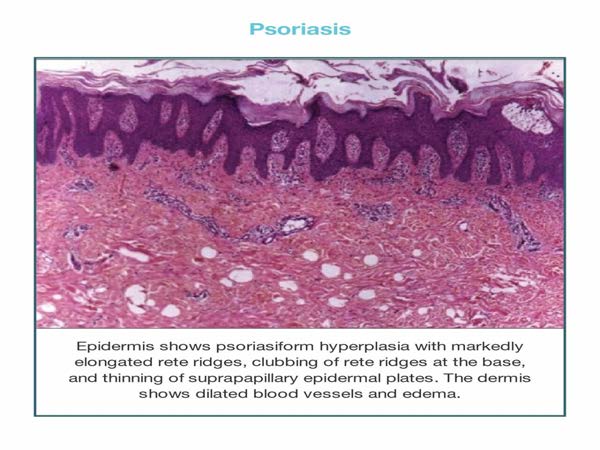 Psoriasis
Epidermis shows psoriasiform hyperplasia with markedly
elongated rete ridges, clubbing of rete ridges at the base,
and thinning of suprapapillary epidermal plates. The dermis
shows dilated blood vessels and edema.